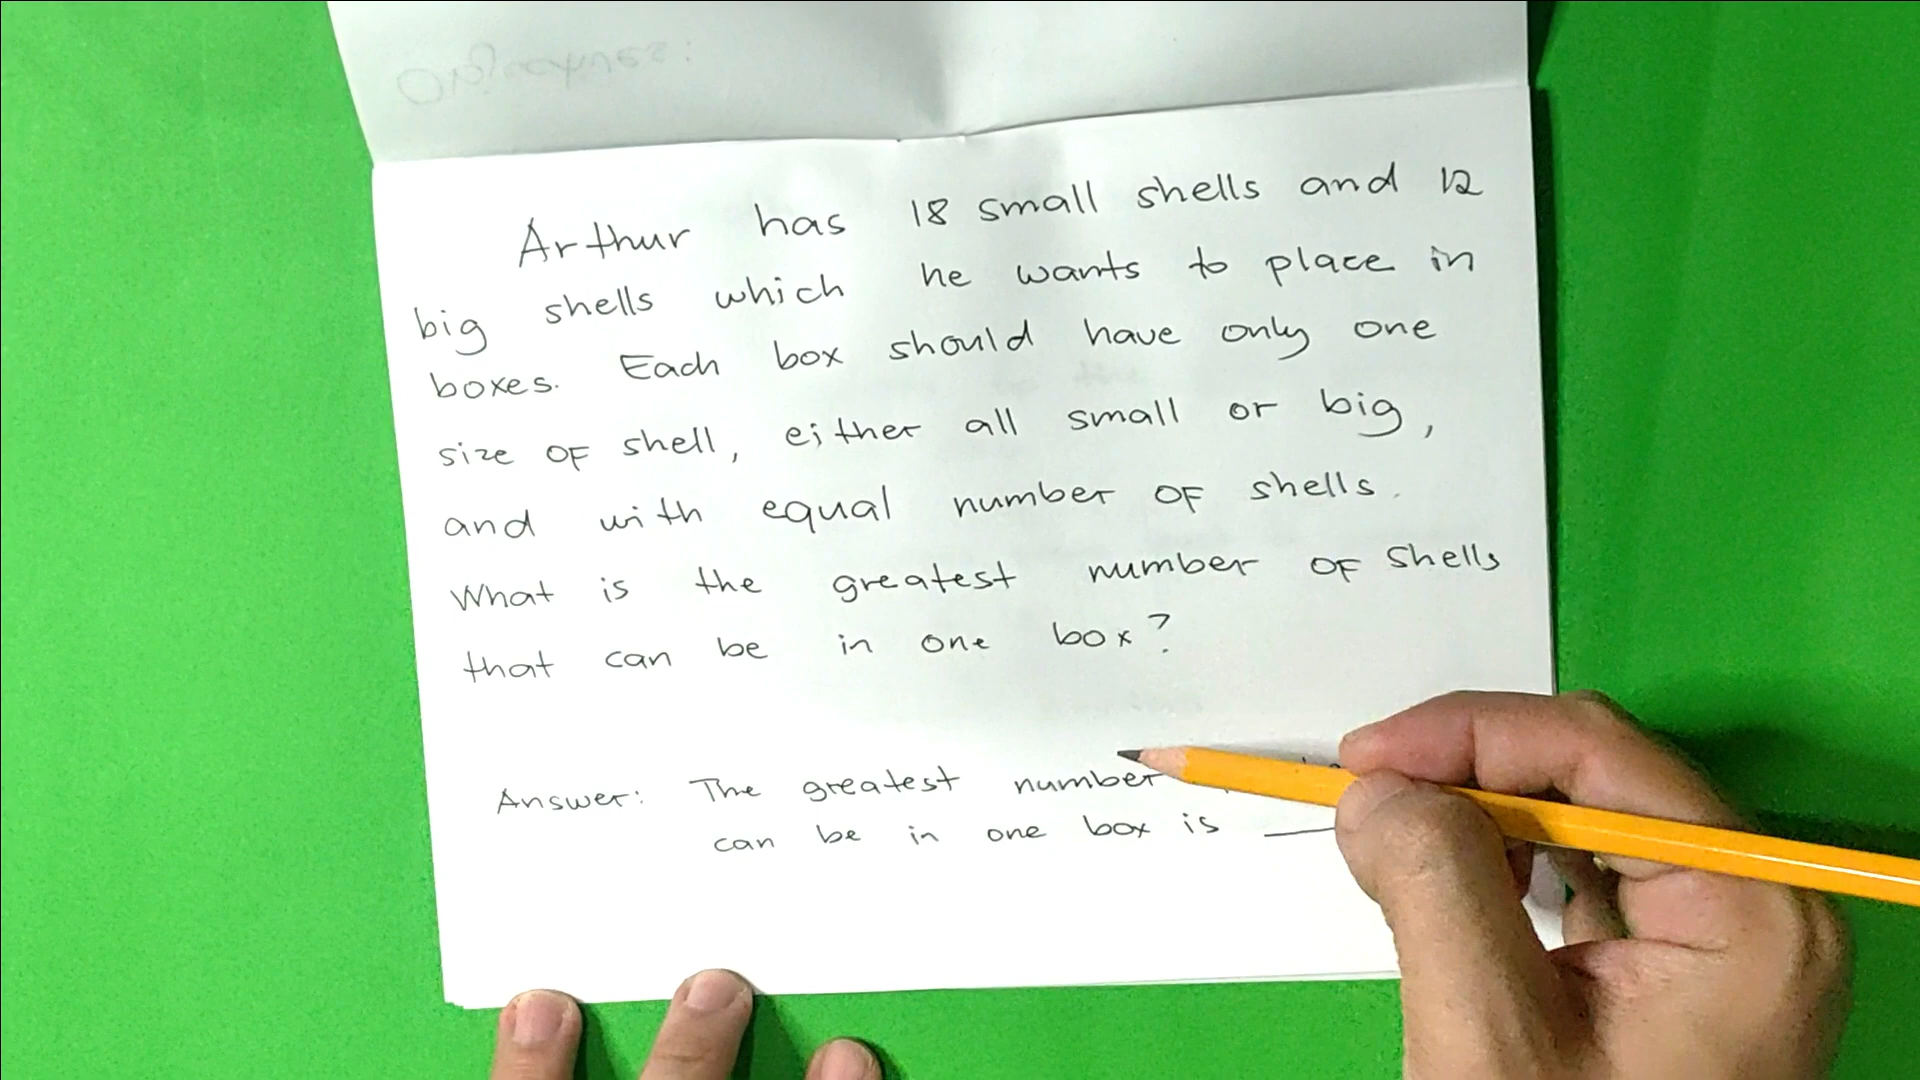 Arthur has 18 small shells and 12
big shells which he wants to place in
boxes. Each box should have only one
size OF shell, either all small or big,
and with equal number OF shells.
What is the greatest number OF shells
that can be in one box?
Answer: The greatest number
can be in one box is ___